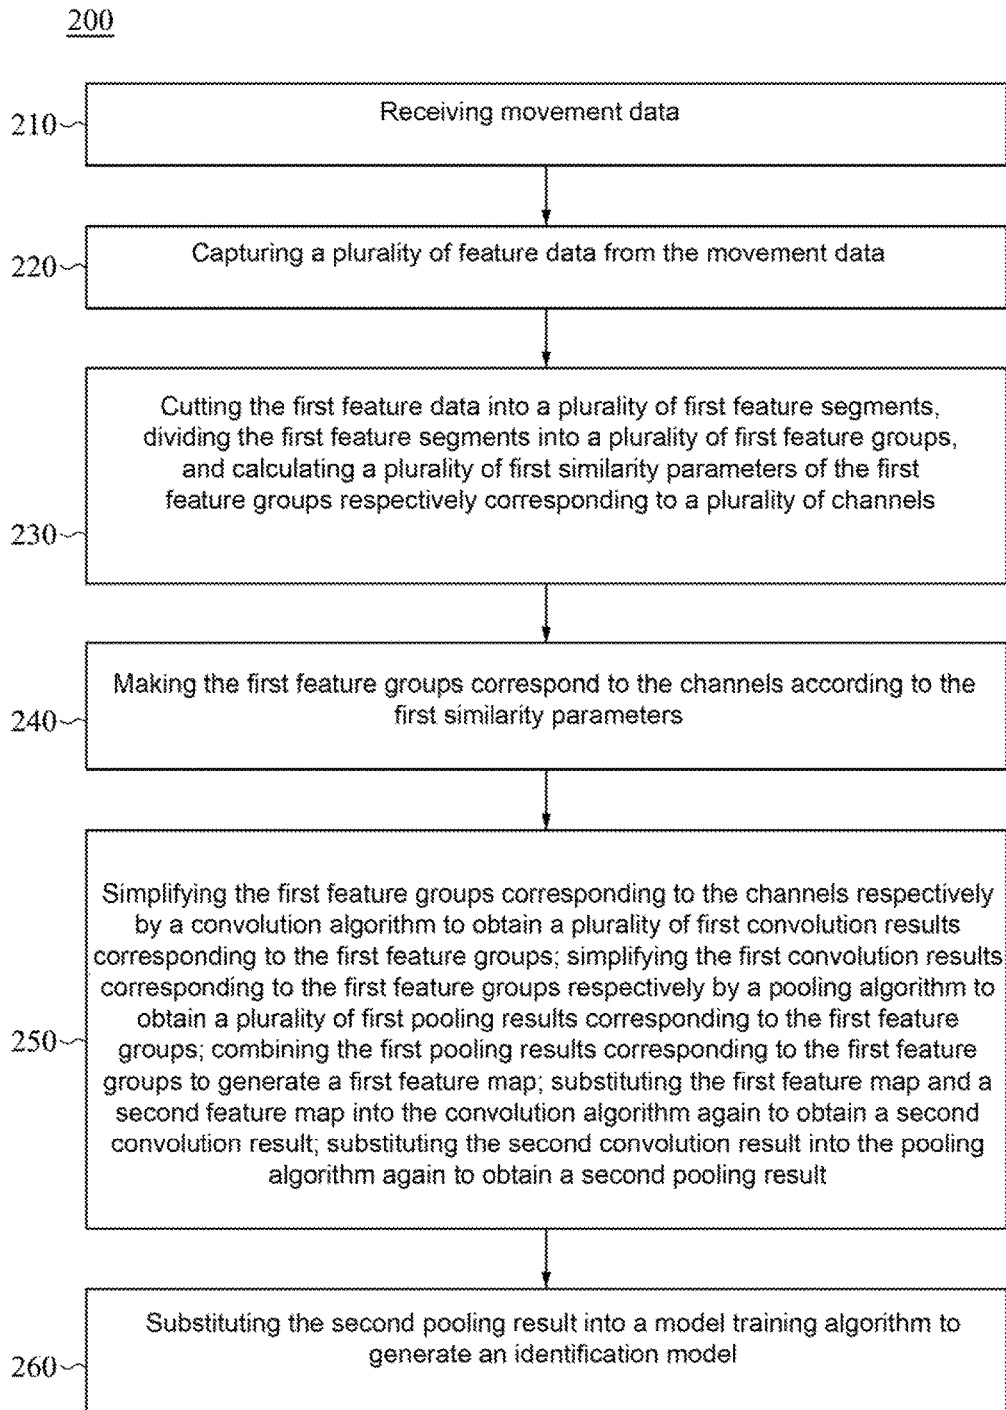 200
210
Receiving movement data
220
Capturing a plurality of feature data from the movement data
Cutting the first feature data into a plurality of first feature segments,
dividing the first feature segments into a plurality of first feature groups,
and calculating a plurality of first similarity parameters of the first
feature groups respectively corresponding to a plurality of channels
230
Making the first feature groups correspond to the channels according to the
first similarity parameters
240
Simplifying the first feature groups corresponding to the channels respectively
by a convolution algorithm to obtain a plurality of first convolution results
corresponding to the first feature groups; simplifying the first convolution results
corresponding to the first feature groups respectively by a pooling algorithm to
obtain a plurality of first pooling results corresponding to the first feature
groups; combining the first pooling results corresponding to the first feature
groups to generate a first feature map; substituting the first feature map and a
second feature map into the convolution algorithm again to obtain a second
convolution result; substituting the second convolution result into the pooling
algorithm again to obtain a second pooling result
250
Substituting the second pooling result into a model training algorithm to
generate an identification model
260